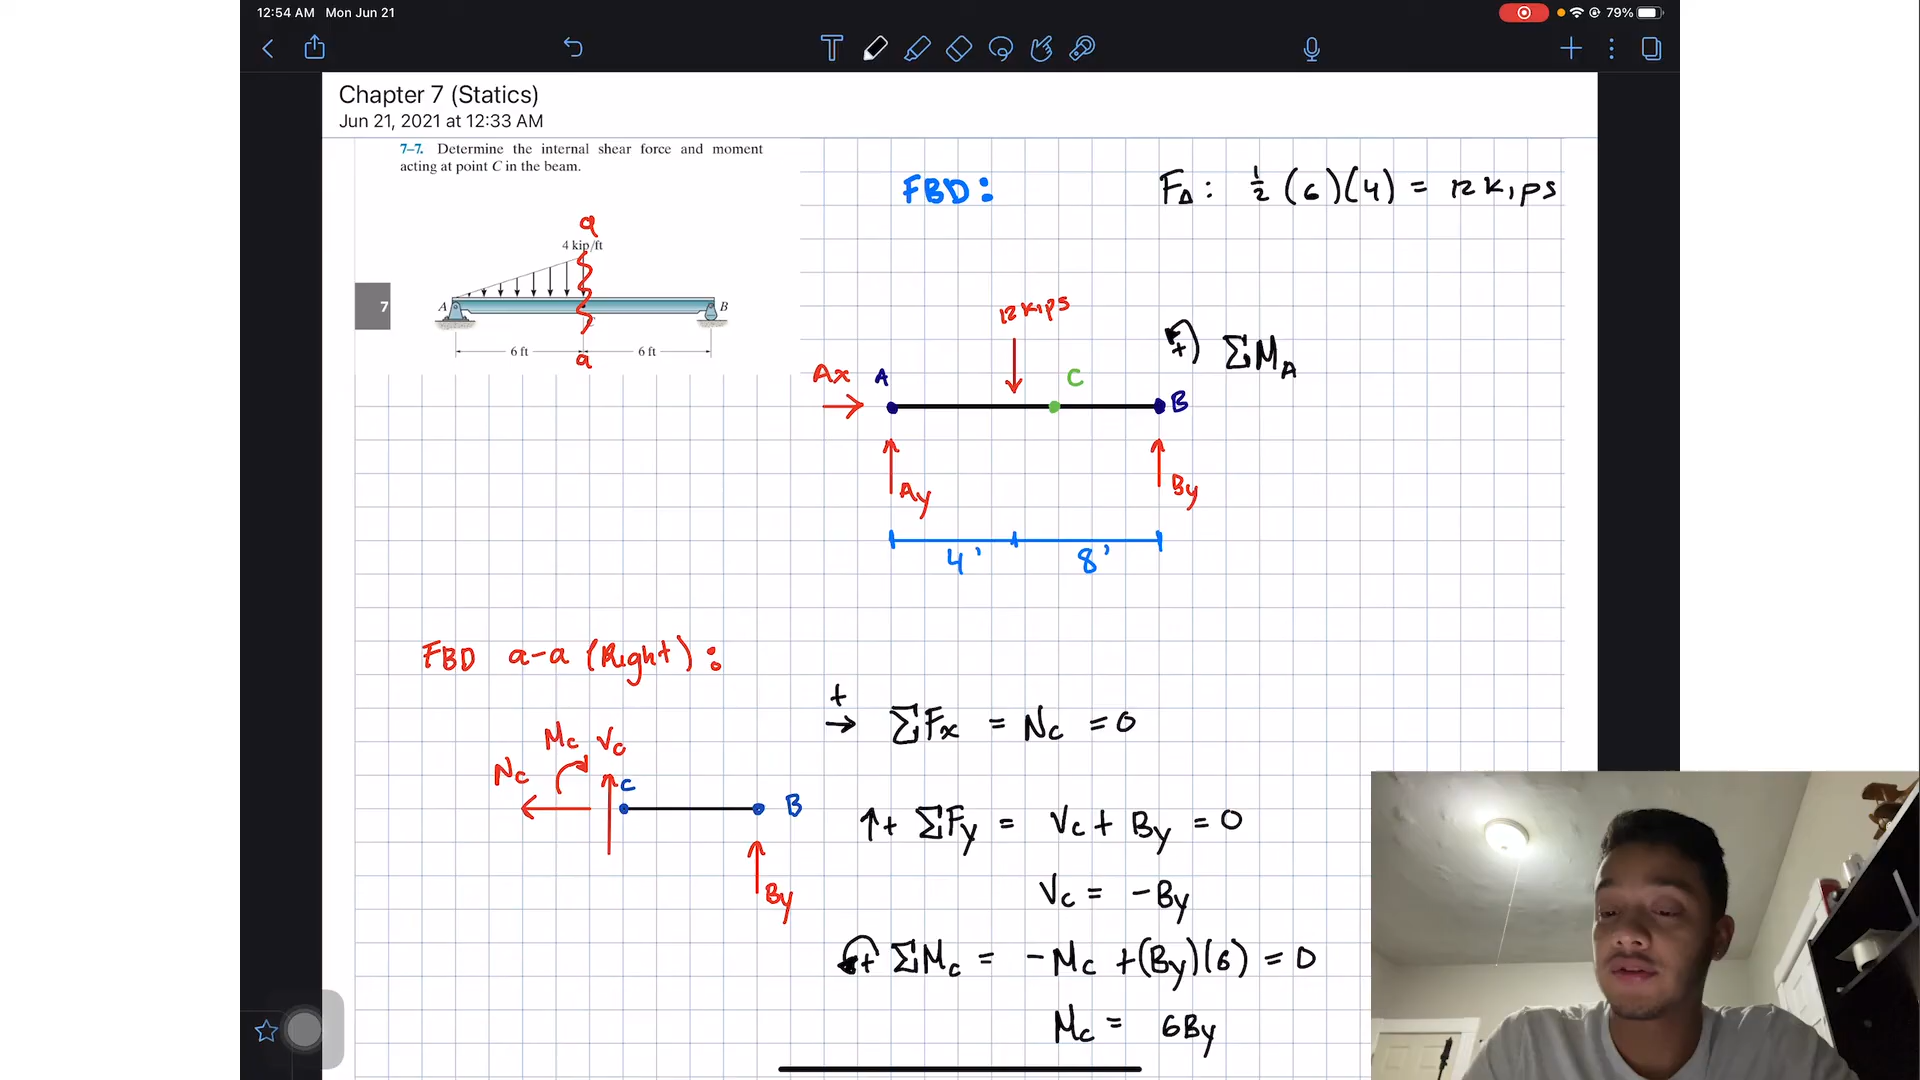 12:54 AM Mon Jun 21
79%
Chapter 7 (Statics)
Jun 21, 2021 at 12:33 AM
7–7. Determine the internal shear force and moment
acting at point C in the beam.
a
4 kip/ft
7
A
B
C
6 ft
6 ft
a
FBD:
F△: 1/2 (6)(4) = 12 kips
12 kips
+ ΣM_A
Ax
A
C
B
Ay
By
4'
8'
FBD a-a (Right):
Mc Vc
Nc
C
B
By
+→ ΣFx = Nc = 0
↑+ ΣFy = Vc + By = 0
Vc = -By
+ ΣMc = -Mc +(By)(6) = 0
Mc = 6By